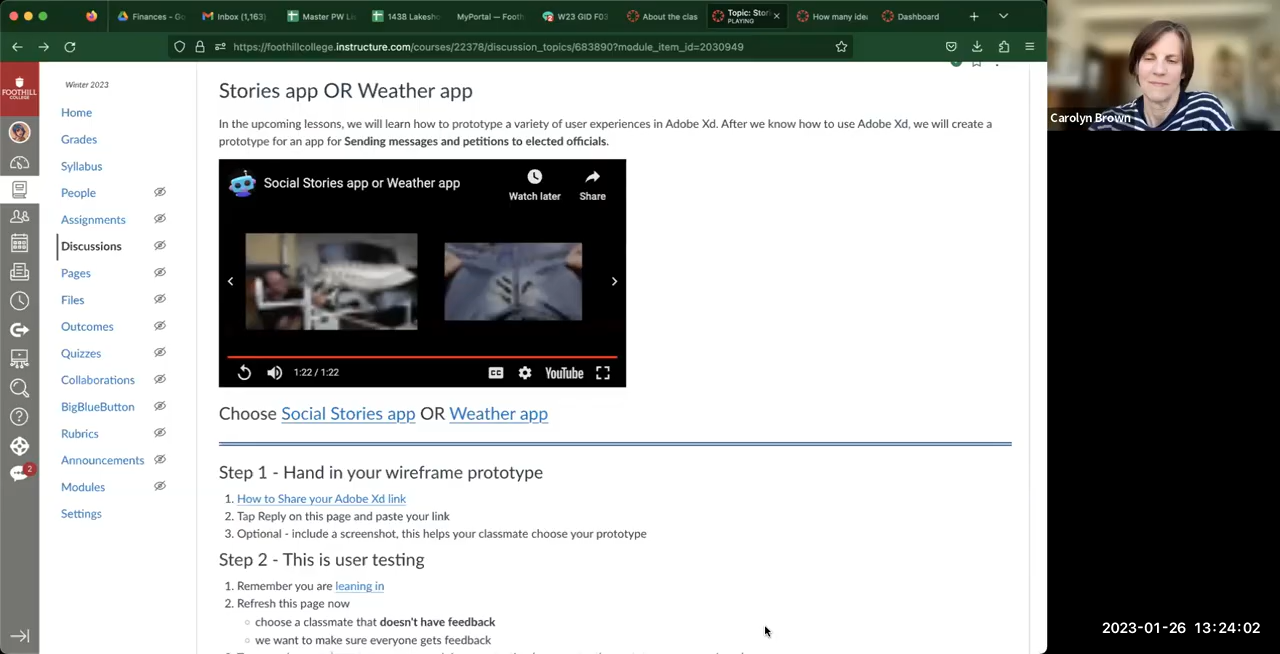 Finances - Go
Inbox (1,163)
Master PW Li
1438 Lakesh
MyPortal — Footh
W23 GID F03
About the clas
Topic: Stori
PLAYING
How many ide
Dashboard
https://foothillcollege.instructure.com/courses/22378/discussion_topics/683890?module_item_id=2030949
FOOTHILL
COLLEGE
Winter 2023
Home
Grades
Syllabus
People
Assignments
Discussions
Pages
Files
Outcomes
Quizzes
Collaborations
BigBlueButton
Rubrics
Announcements
Modules
Settings
2
Stories app OR Weather app
In the upcoming lessons, we will learn how to prototype a variety of user experiences in Adobe Xd. After we know how to use Adobe Xd, we will create a
prototype for an app for Sending messages and petitions to elected officials.
Social Stories app or Weather app
Watch later
Share
1:22 / 1:22
CC
YouTube
Choose Social Stories app OR Weather app
Step 1 - Hand in your wireframe prototype
1. How to Share your Adobe Xd link
2. Tap Reply on this page and paste your link
3. Optional - include a screenshot, this helps your classmate choose your prototype
Step 2 - This is user testing
1. Remember you are leaning in
2. Refresh this page now
choose a classmate that doesn't have feedback
we want to make sure everyone gets feedback
Carolyn Brown
2023-01-26 13:24:02